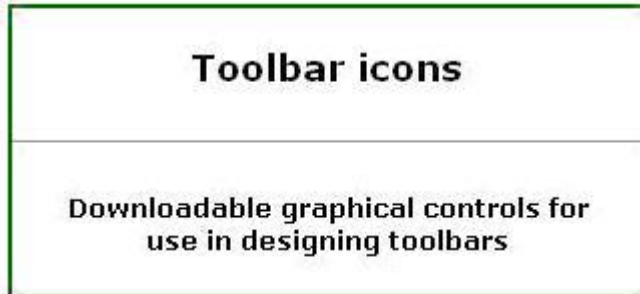 Toolbar icons
Downloadable graphical controls for
use in designing toolbars